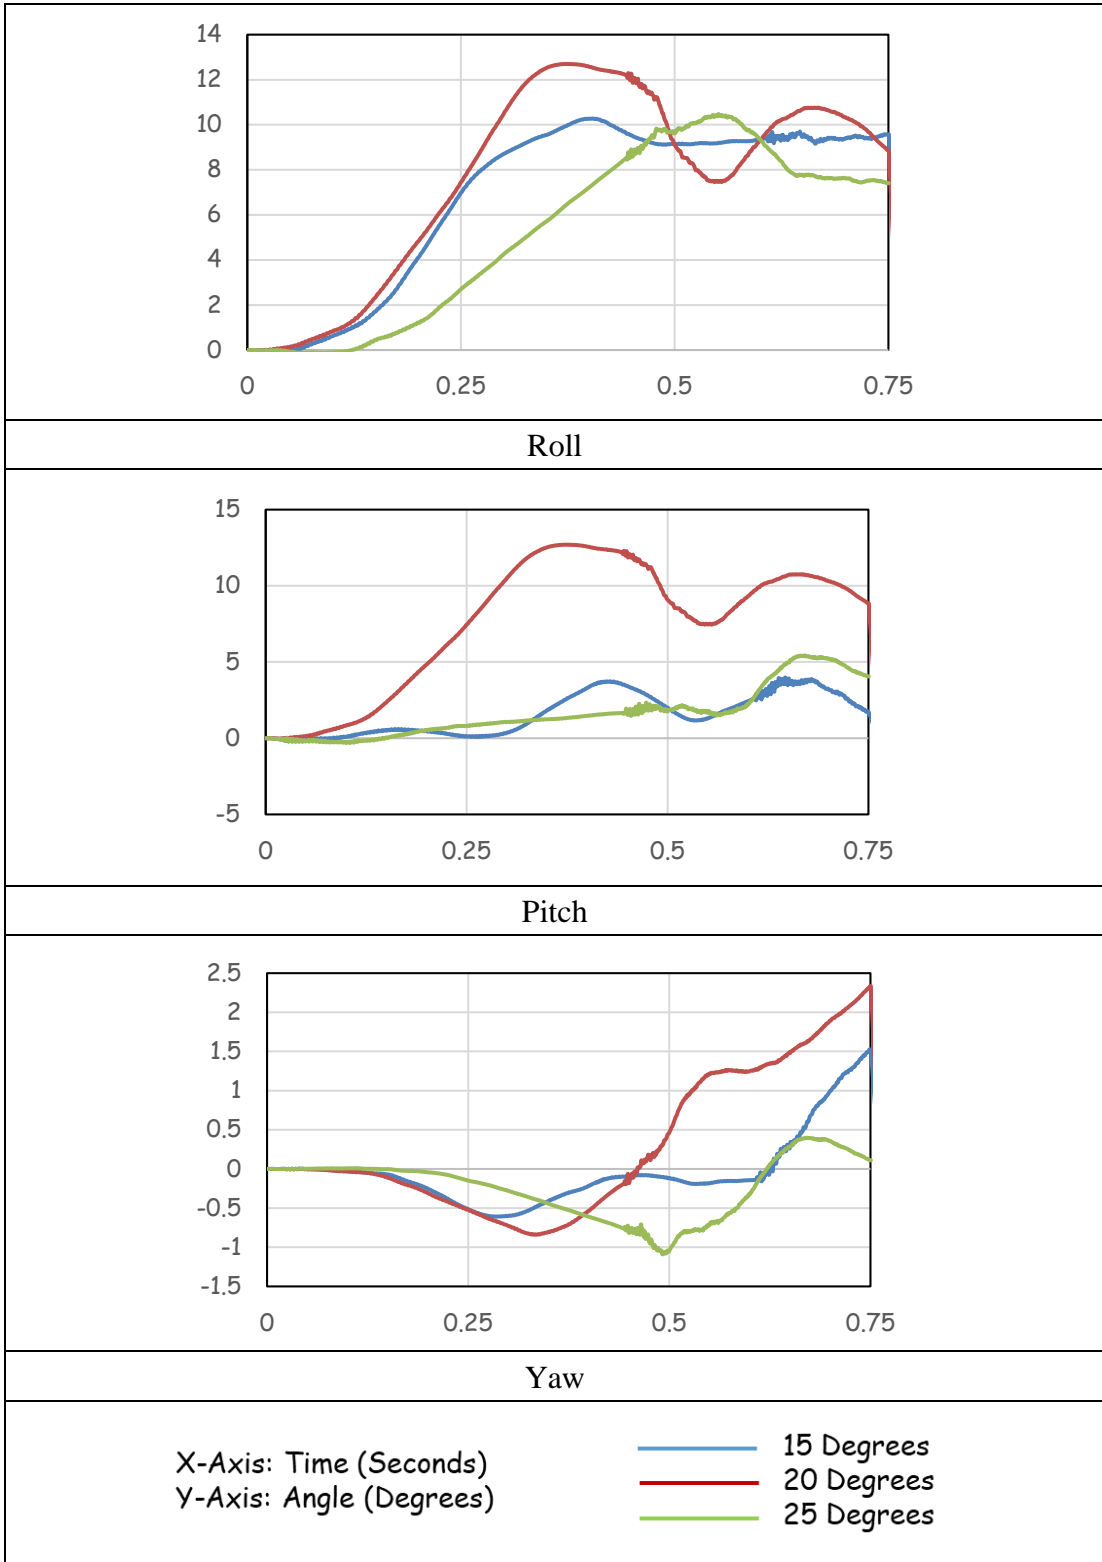 14
12
10
8
6
4
2
0
0 0.25 0.5 0.75
Roll
15
10
5
0
-5
0 0.25 0.5 0.75
Pitch
2.5
2
1.5
1
0.5
0
-0.5
-1
-1.5
0 0.25 0.5 0.75
Yaw
X-Axis: Time (Seconds)
Y-Axis: Angle (Degrees)
15 Degrees
20 Degrees
25 Degrees